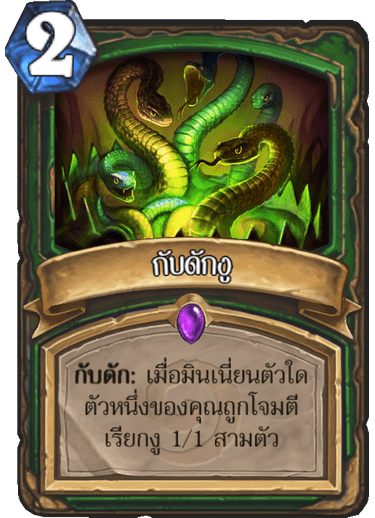 2
กับดักงู
กับดัก: เมื่อมินเนี่ยนตัวใด
ตัวหนึ่งของคุณถูกโจมตี
เรียกงู 1/1 สามตัว